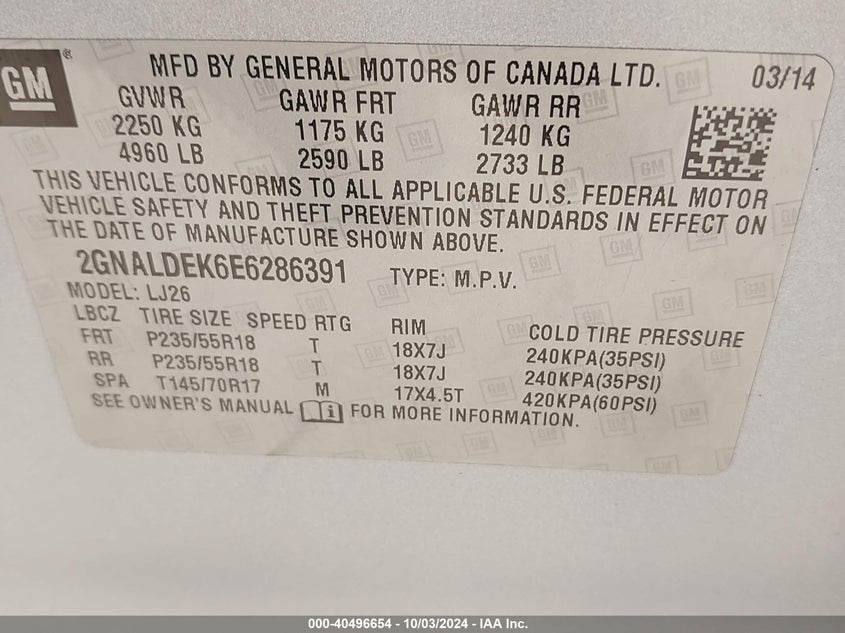 GM ®
MFD BY GENERAL MOTORS OF CANADA LTD. 03/14
GVWR GAWR FRT GAWR RR
2250 KG 1175 KG 1240 KG
4960 LB 2590 LB 2733 LB
THIS VEHICLE CONFORMS TO ALL APPLICABLE U.S. FEDERAL MOTOR
VEHICLE SAFETY AND THEFT PREVENTION STANDARDS IN EFFECT ON
THE DATE OF MANUFACTURE SHOWN ABOVE.
2GNALDEK6E6286391 TYPE: M.P.V.
MODEL: LJ26
LBCZ TIRE SIZE SPEED RTG RIM COLD TIRE PRESSURE
FRT P235/55R18 T 18X7J 240KPA(35PSI)
RR P235/55R18 T 18X7J 240KPA(35PSI)
SPA T145/70R17 M 17X4.5T 420KPA(60PSI)
SEE OWNER'S MANUAL i FOR MORE INFORMATION.
000-40496654 - 10/03/2024 - IAA Inc.